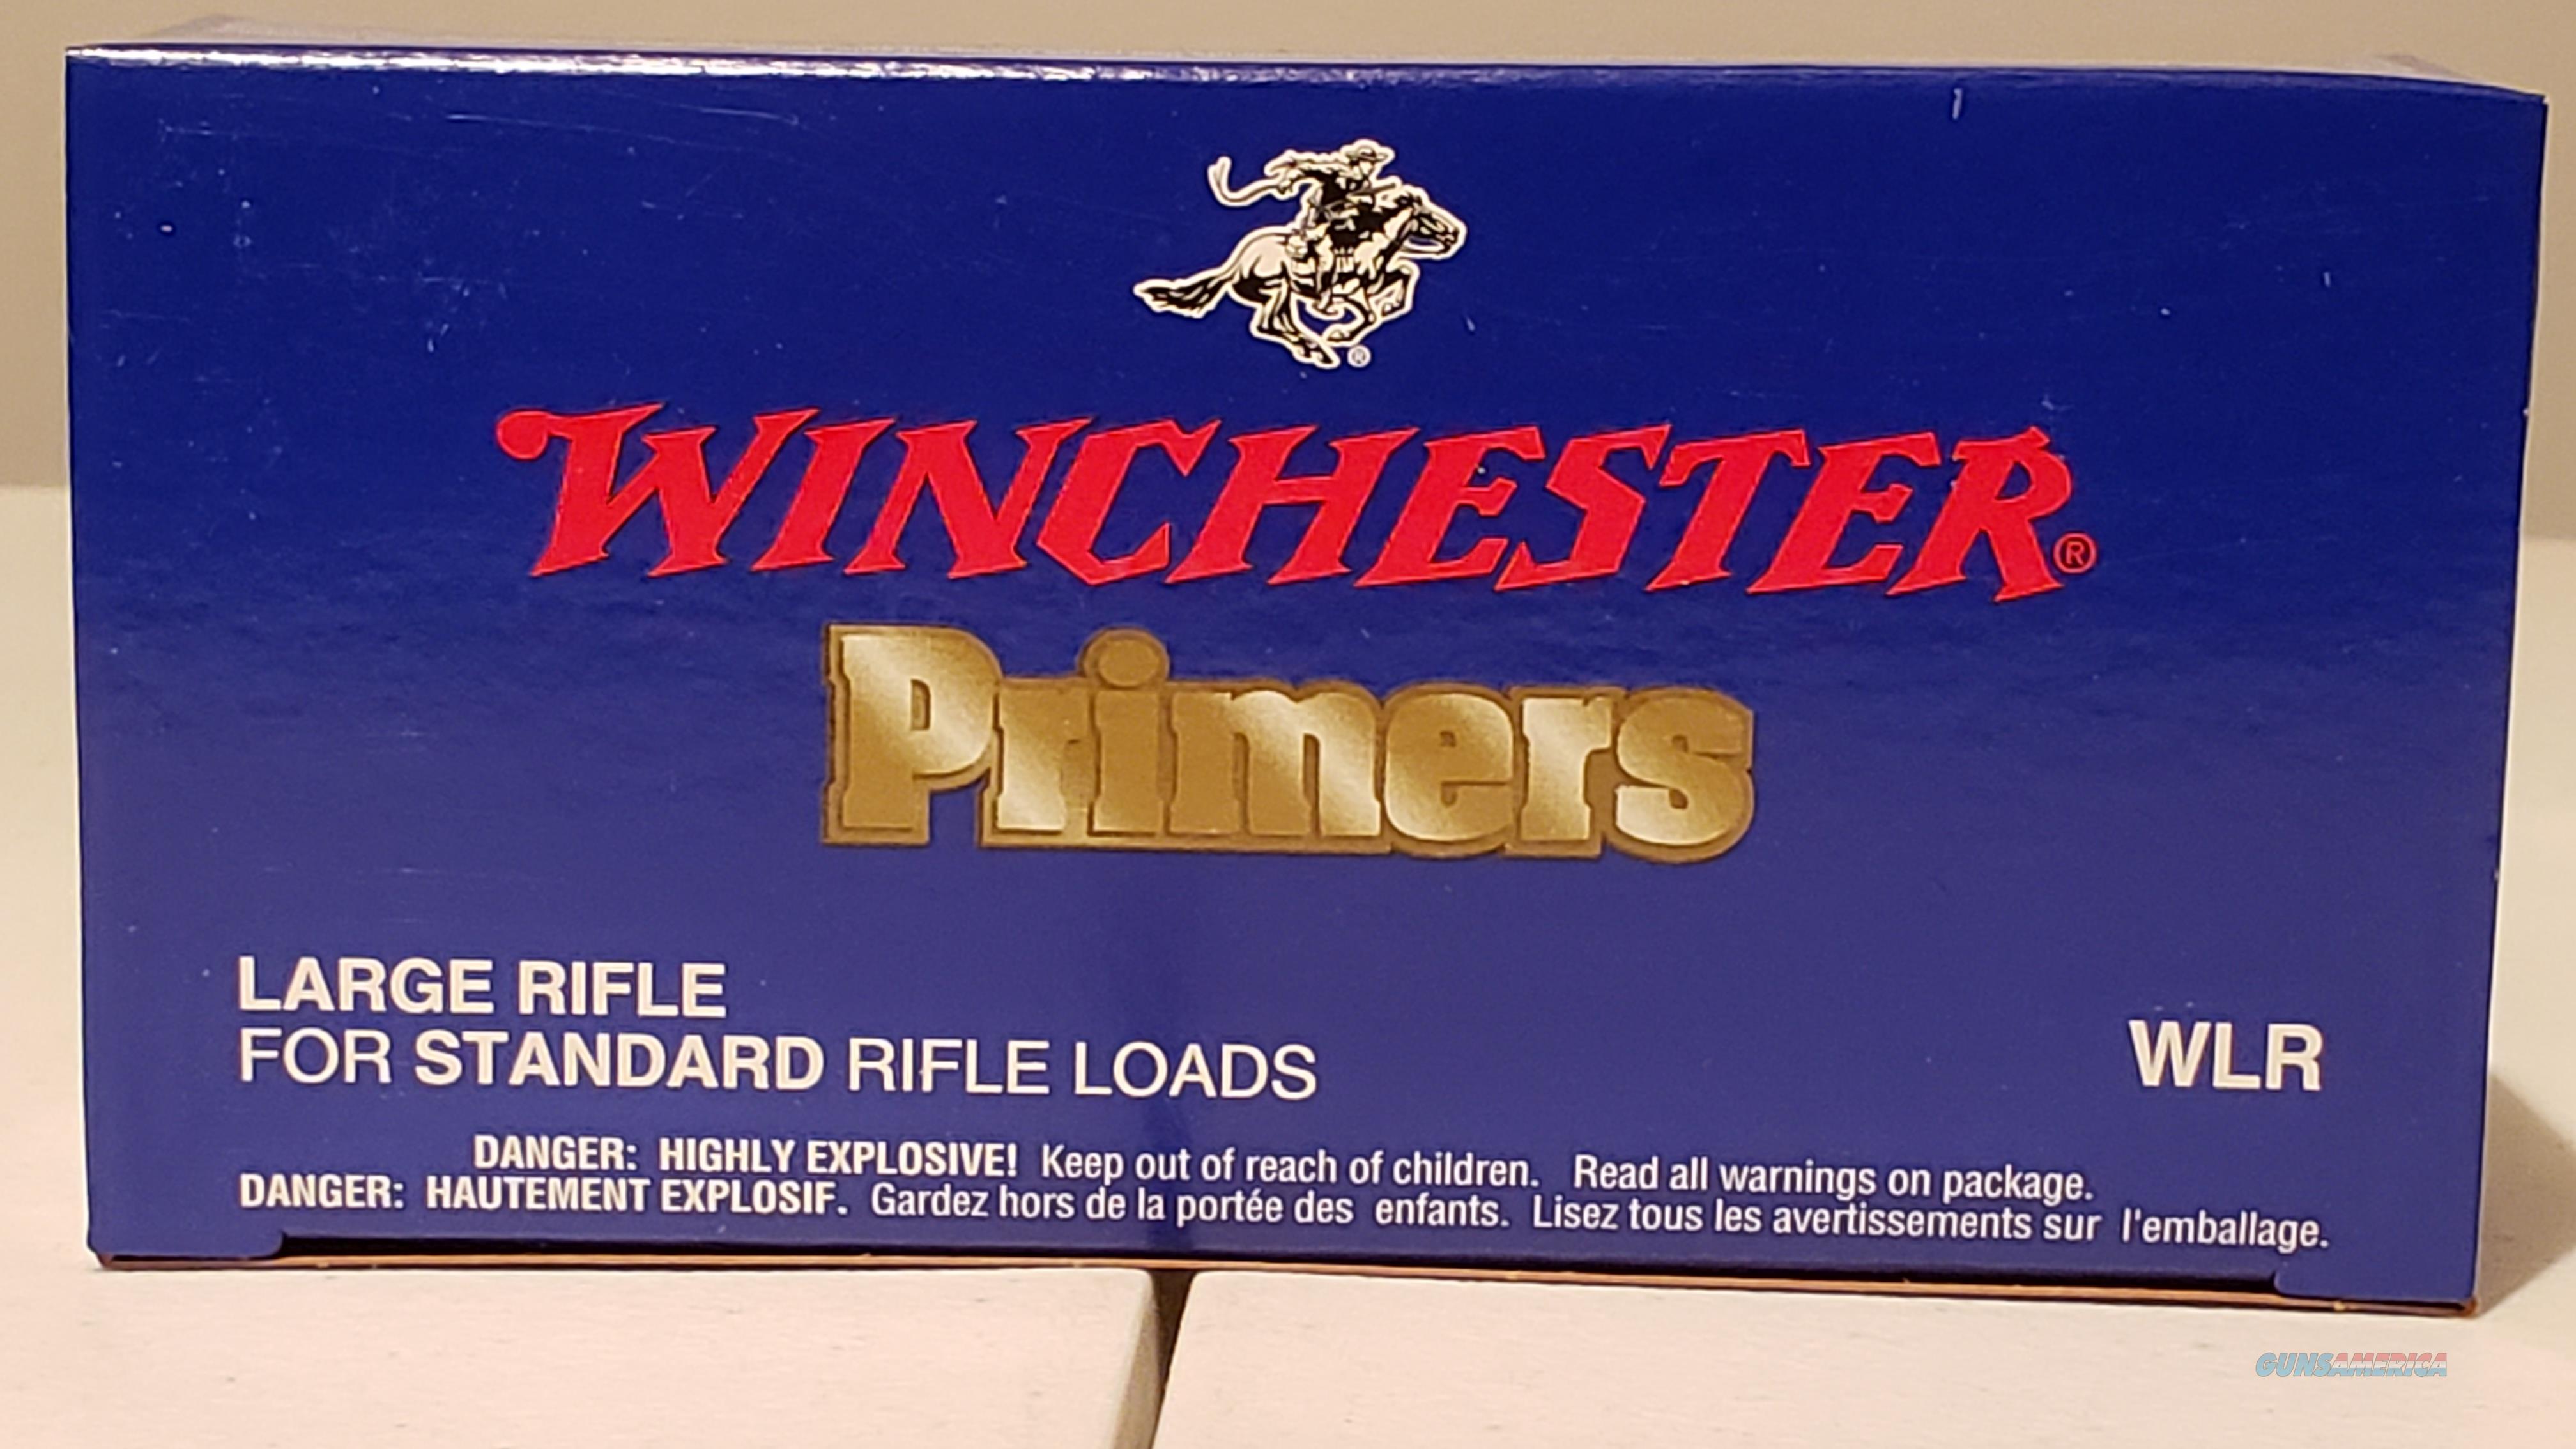 ®
WINCHESTER®
Primers
LARGE RIFLE
FOR STANDARD RIFLE LOADS
WLR
DANGER: HIGHLY EXPLOSIVE! Keep out of reach of children. Read all warnings on package.
DANGER: HAUTEMENT EXPLOSIF. Gardez hors de la portée des enfants. Lisez tous les avertissements sur l'emballage.
GUNSAMERICA